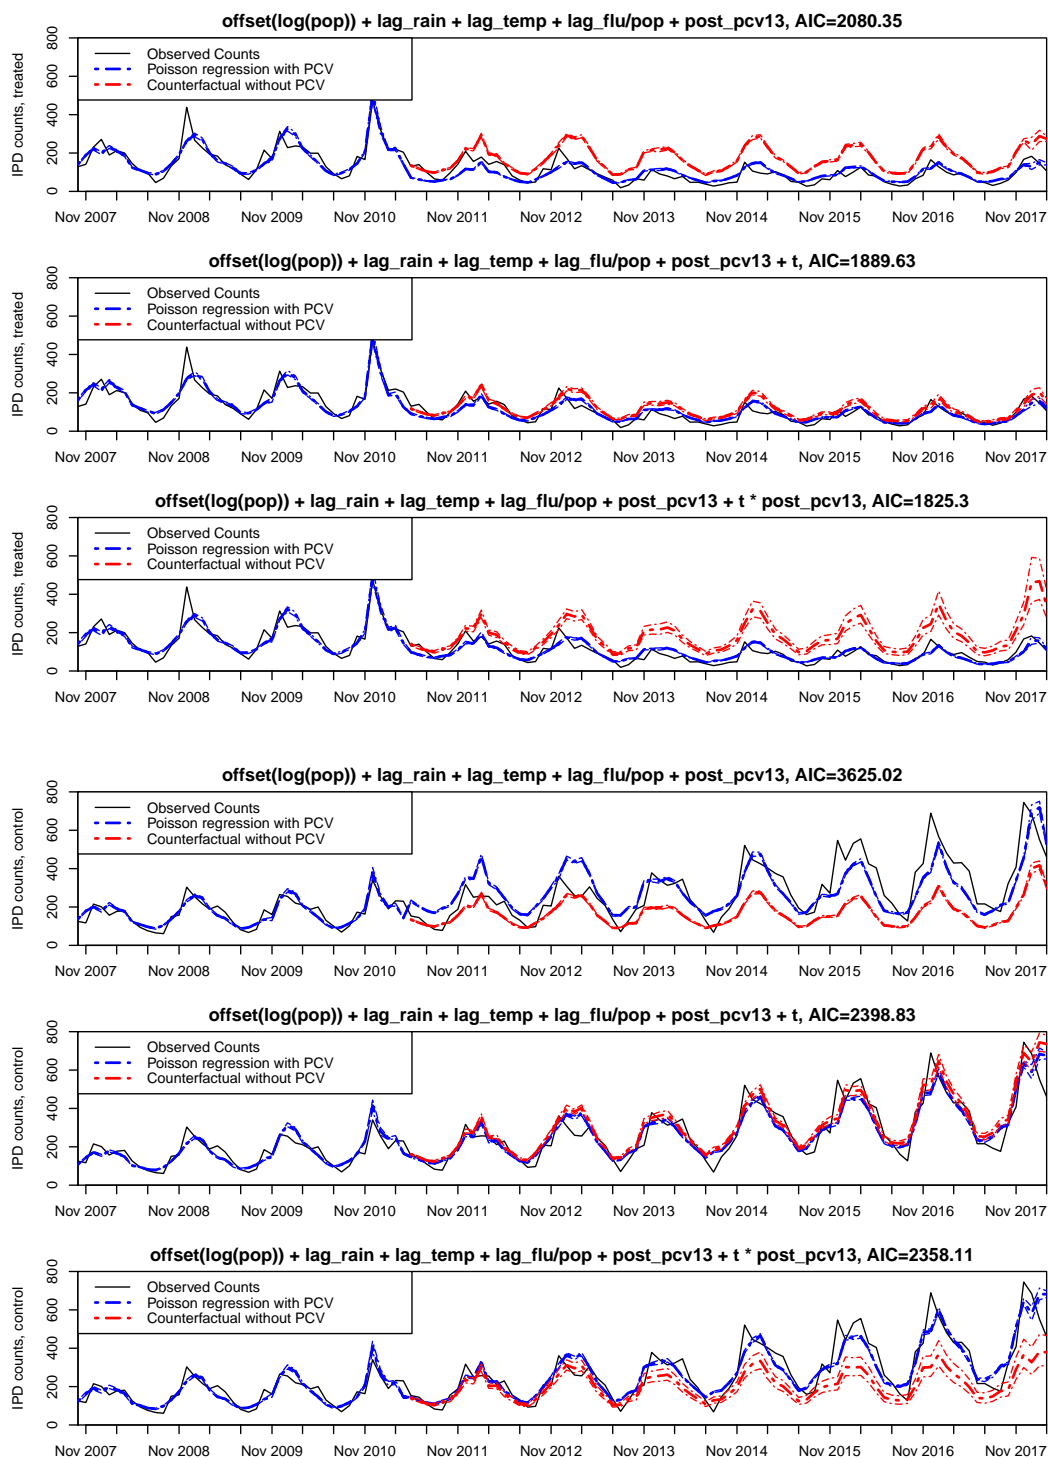 offset(log(pop)) + lag_rain + lag_temp + lag_flu/pop + post_pcv13, AIC=2080.35
IPD counts, treated
0 200 400 600 800
Observed Counts
Poisson regression with PCV
Counterfactual without PCV
Nov 2007 Nov 2008 Nov 2009 Nov 2010 Nov 2011 Nov 2012 Nov 2013 Nov 2014 Nov 2015 Nov 2016 Nov 2017
offset(log(pop)) + lag_rain + lag_temp + lag_flu/pop + post_pcv13 + t, AIC=1889.63
IPD counts, treated
0 200 400 600 800
Observed Counts
Poisson regression with PCV
Counterfactual without PCV
Nov 2007 Nov 2008 Nov 2009 Nov 2010 Nov 2011 Nov 2012 Nov 2013 Nov 2014 Nov 2015 Nov 2016 Nov 2017
offset(log(pop)) + lag_rain + lag_temp + lag_flu/pop + post_pcv13 + t * post_pcv13, AIC=1825.3
IPD counts, treated
0 200 400 600 800
Observed Counts
Poisson regression with PCV
Counterfactual without PCV
Nov 2007 Nov 2008 Nov 2009 Nov 2010 Nov 2011 Nov 2012 Nov 2013 Nov 2014 Nov 2015 Nov 2016 Nov 2017
offset(log(pop)) + lag_rain + lag_temp + lag_flu/pop + post_pcv13, AIC=3625.02
IPD counts, control
0 200 400 600 800
Observed Counts
Poisson regression with PCV
Counterfactual without PCV
Nov 2007 Nov 2008 Nov 2009 Nov 2010 Nov 2011 Nov 2012 Nov 2013 Nov 2014 Nov 2015 Nov 2016 Nov 2017
offset(log(pop)) + lag_rain + lag_temp + lag_flu/pop + post_pcv13 + t, AIC=2398.83
IPD counts, control
0 200 400 600 800
Observed Counts
Poisson regression with PCV
Counterfactual without PCV
Nov 2007 Nov 2008 Nov 2009 Nov 2010 Nov 2011 Nov 2012 Nov 2013 Nov 2014 Nov 2015 Nov 2016 Nov 2017
offset(log(pop)) + lag_rain + lag_temp + lag_flu/pop + post_pcv13 + t * post_pcv13, AIC=2358.11
IPD counts, control
0 200 400 600 800
Observed Counts
Poisson regression with PCV
Counterfactual without PCV
Nov 2007 Nov 2008 Nov 2009 Nov 2010 Nov 2011 Nov 2012 Nov 2013 Nov 2014 Nov 2015 Nov 2016 Nov 2017